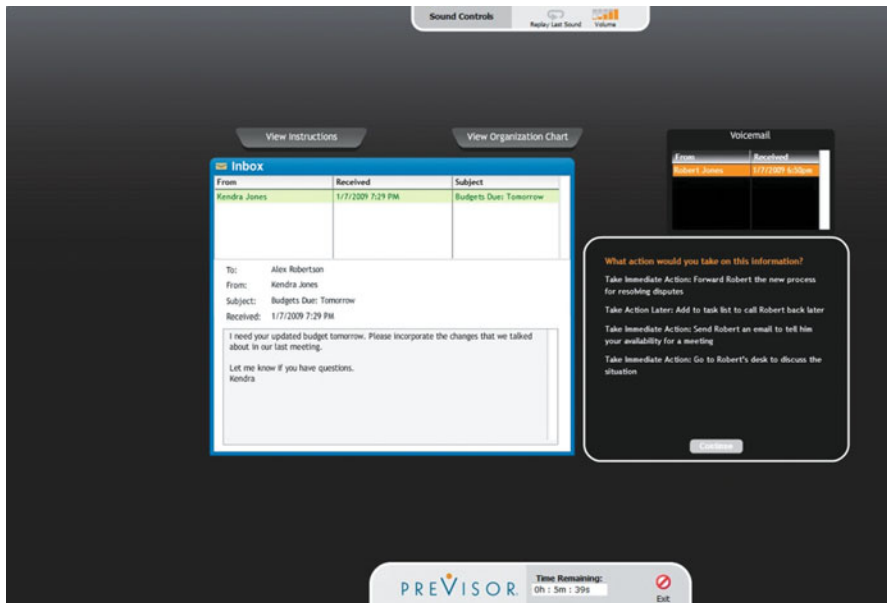 Sound Controls
Replay Last Sound
Volume
View Instructions
View Organization Chart
Voicemail
From Received
Robert Jones 1/7/2009 6:50pm
Inbox
From Received Subject
Kendra Jones 1/7/2009 7:29 PM Budgets Due: Tomorrow
To: Alex Robertson
From: Kendra Jones
Subject: Budgets Due: Tomorrow
Received: 1/7/2009 7:29 PM
I need your updated budget tomorrow. Please incorporate the changes that we talked
about in our last meeting.
Let me know if you have questions.
Kendra
What action would you take on this information?
Take Immediate Action: Forward Robert the new process
for resolving disputes
Take Action Later: Add to task list to call Robert back later
Take Immediate Action: Send Robert an email to tell him
your availability for a meeting
Take Immediate Action: Go to Robert's desk to discuss the
situation
Continue
PREVISOR.
Time Remaining:
0h : 5m : 39s
Exit